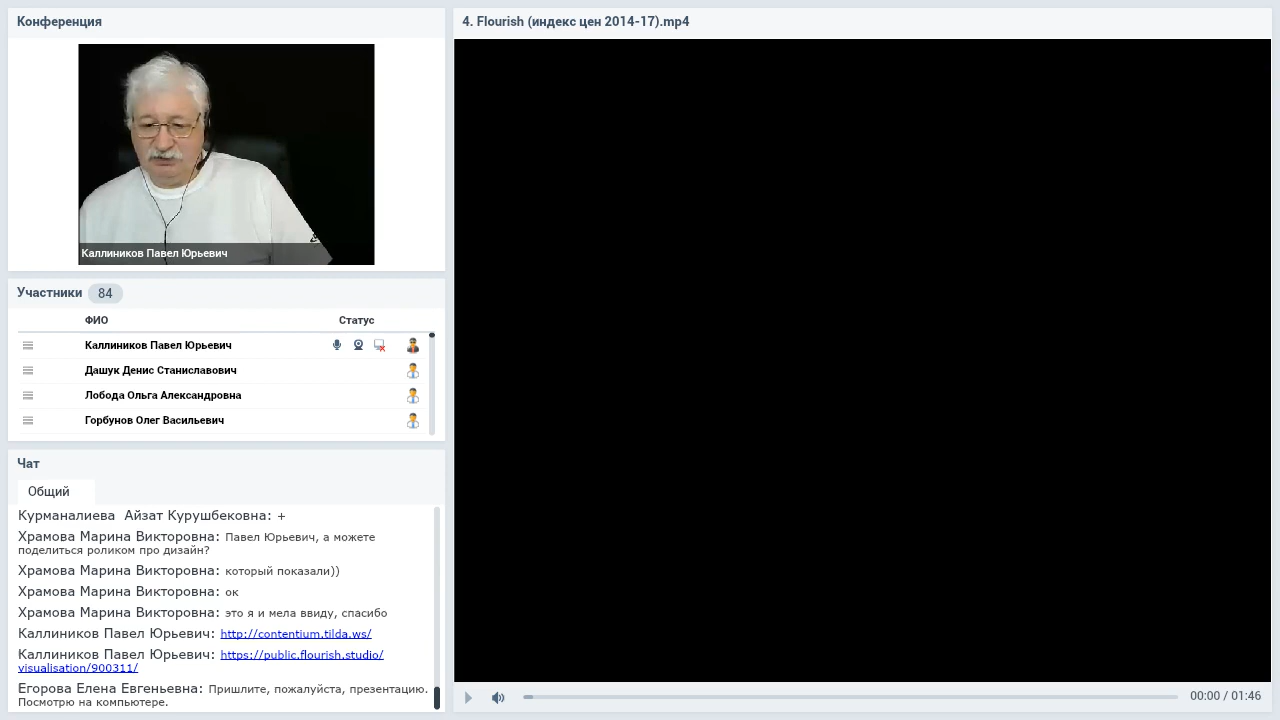 Конференция
Каллиников Павел Юрьевич
Участники 84
ФИО Статус
Каллиников Павел Юрьевич
Дашук Денис Станиславович
Лобода Ольга Александровна
Горбунов Олег Васильевич
Чат
Общий
Курманалиева Айзат Курушбековна: +
Храмова Марина Викторовна: Павел Юрьевич, а можете
поделиться роликом про дизайн?
Храмова Марина Викторовна: который показали))
Храмова Марина Викторовна: ок
Храмова Марина Викторовна: это я и мела ввиду, спасибо
Каллиников Павел Юрьевич: http://contentium.tilda.ws/
Каллиников Павел Юрьевич: https://public.flourish.studio/
visualisation/900311/
Егорова Елена Евгеньевна: Пришлите, пожалуйста, презентацию.
Посмотрю на компьютере.
4. Flourish (индекс цен 2014-17).mp4
00:00 / 01:46